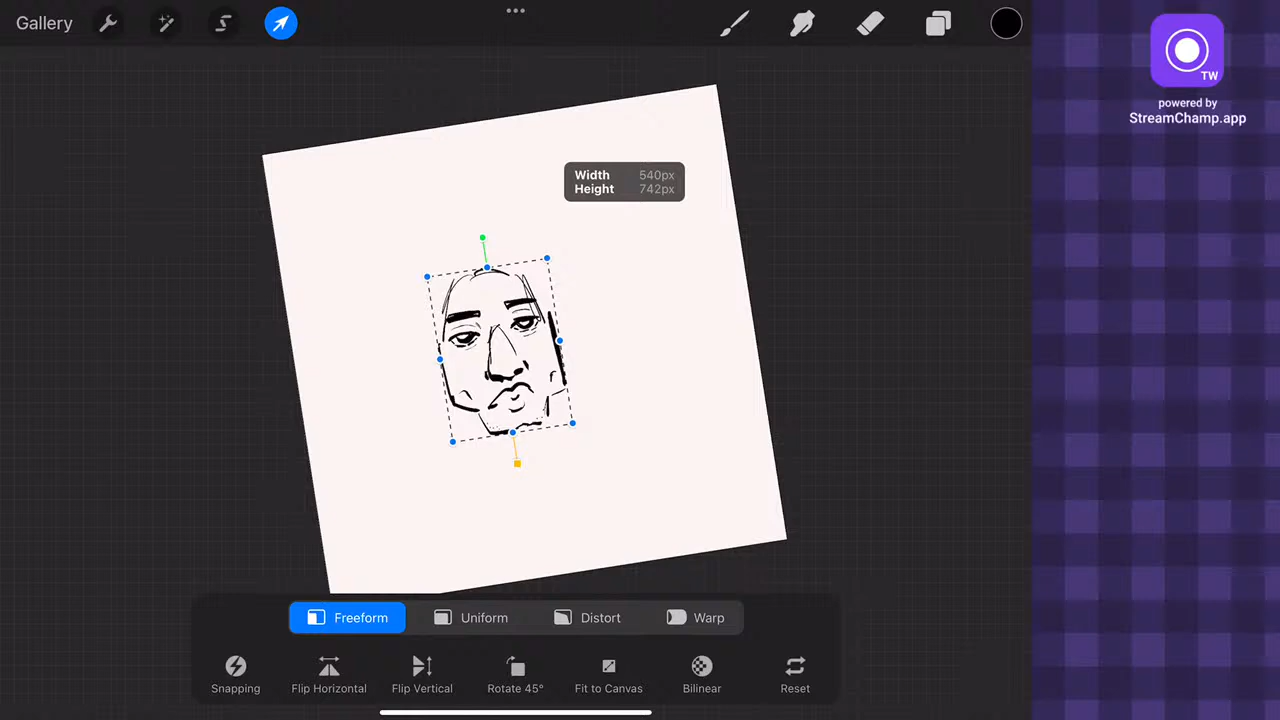 Gallery
TW
powered by
StreamChamp.app
Width 540px
Height 742px
Freeform
Uniform
Distort
Warp
Snapping
Flip Horizontal
Flip Vertical
Rotate 45°
Fit to Canvas
Bilinear
Reset